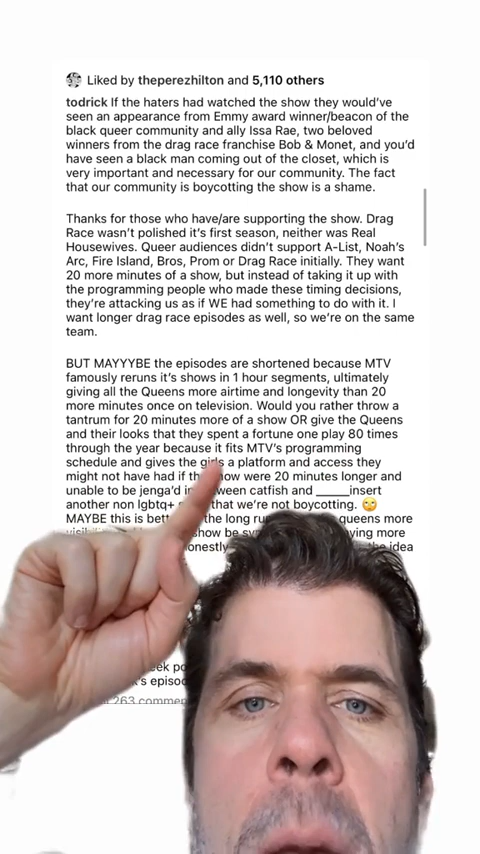 Liked by theperezhilton and 5,110 others
todrick If the haters had watched the show they would've
seen an appearance from Emmy award winner/beacon of the
black queer community and ally Issa Rae, two beloved
winners from the drag race franchise Bob & Monet, and you'd
have seen a black man coming out of the closet, which is
very important and necessary for our community. The fact
that our community is boycotting the show is a shame.
Thanks for those who have/are supporting the show. Drag
Race wasn't polished it's first season, neither was Real
Housewives. Queer audiences didn't support A-List, Noah's
Arc, Fire Island, Bros, Prom or Drag Race initially. They want
20 more minutes of a show, but instead of taking it up with
the programming people who made these timing decisions,
they're attacking us as if WE had something to do with it. I
want longer drag race episodes as well, so we're on the same
team.
BUT MAYYYBE the episodes are shortened because MTV
famously reruns it's shows in 1 hour segments, ultimately
giving all the Queens more airtime and longevity than 20
more minutes once on television. Would you rather throw a
tantrum for 20 minutes more of a show OR give the Queens
and their looks that they spent a fortune one play 80 times
through the year because it fits MTV's programming
schedule and gives the girls a platform and access they
might not have had if the show were 20 minutes longer and
unable to be jenga'd in between catfish and ______insert
another non lgbtq+ that we're not boycotting. 🙄
MAYBE this is the long queens more
show be more
idea
263